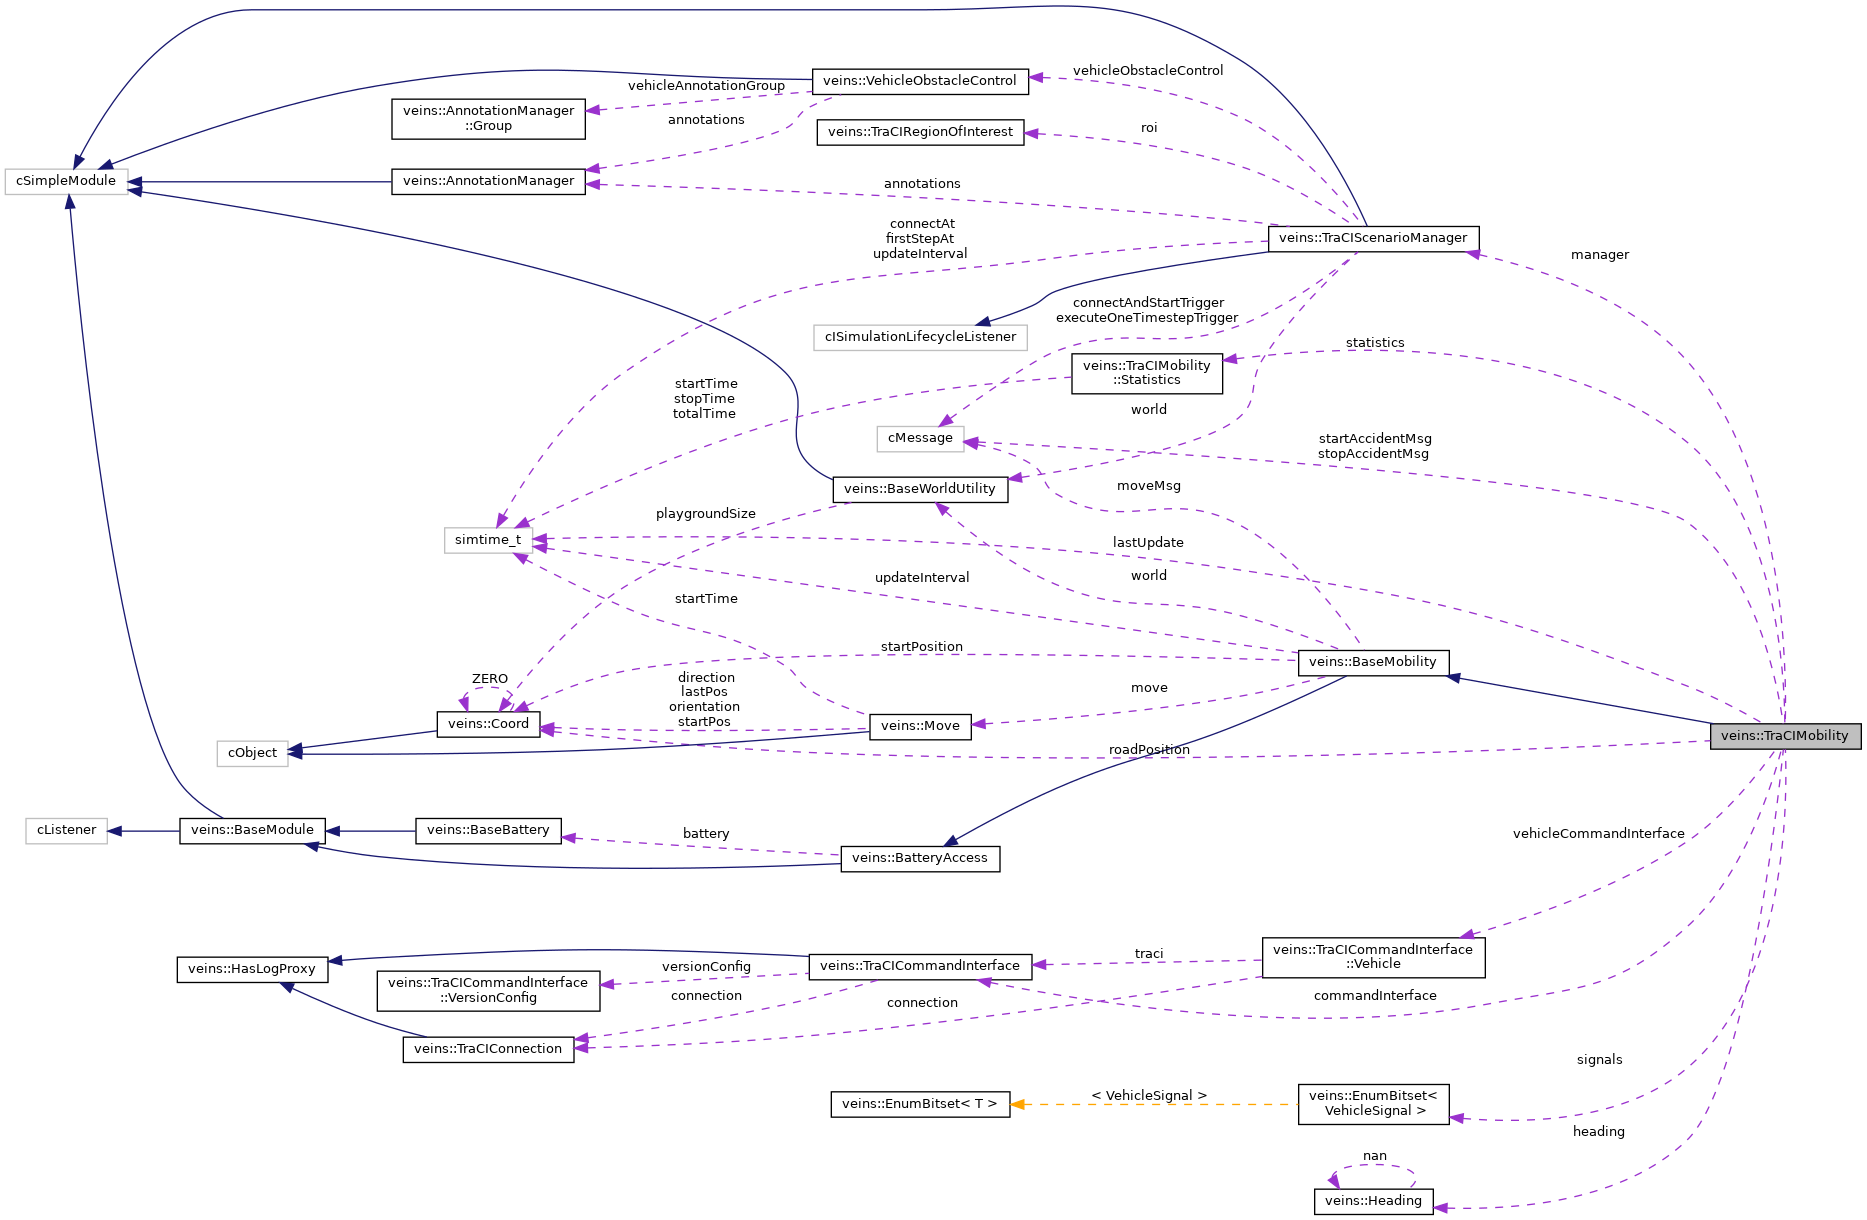 vehicleObstacleControl
veins::VehicleObstacleControl
vehicleAnnotationGroup
veins::AnnotationManager
::Group
annotations
roi
veins::TraCIRegionOfInterest
cSimpleModule
veins::AnnotationManager
annotations
connectAt
firstStepAt
updateInterval
veins::TraCIScenarioManager
manager
connectAndStartTrigger
executeOneTimestepTrigger
cISimulationLifecycleListener
statistics
veins::TraCIMobility
::Statistics
startTime
stopTime
totalTime
world
cMessage
startAccidentMsg
stopAccidentMsg
moveMsg
veins::BaseWorldUtility
playgroundSize
simtime_t
lastUpdate
updateInterval
world
startTime
startPosition
veins::BaseMobility
ZERO
direction
lastPos
orientation
startPos
move
veins::Coord
veins::Move
veins::TraCIMobility
cObject
roadPosition
cListener
veins::BaseModule
veins::BaseBattery
battery
veins::BatteryAccess
vehicleCommandInterface
veins::HasLogProxy
versionConfig
veins::TraCICommandInterface
traci
veins::TraCICommandInterface
::Vehicle
veins::TraCICommandInterface
::VersionConfig
connection
connection
commandInterface
veins::TraCIConnection
signals
veins::EnumBitset< T >
< VehicleSignal >
veins::EnumBitset<
VehicleSignal >
heading
nan
veins::Heading